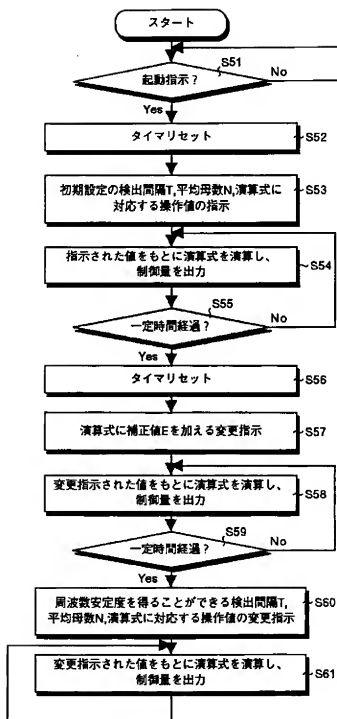 スタート
S51
起動指示?
No
Yes
タイマリセット
S52
初期設定の検出間隔T,平均母数N,演算式に
対応する操作値の指示
S53
指示された値をもとに演算式を演算し、
制御量を出力
S54
S55
一定時間経過?
No
Yes
タイマリセット
S56
演算式に補正値Eを加える変更指示
S57
変更指示された値をもとに演算式を演算し、
制御量を出力
S58
S59
一定時間経過?
No
Yes
周波数安定度を得ることができる検出間隔T,
平均母数N,演算式に対応する操作値の変更指示
S60
変更指示された値をもとに演算式を演算し、
制御量を出力
S61